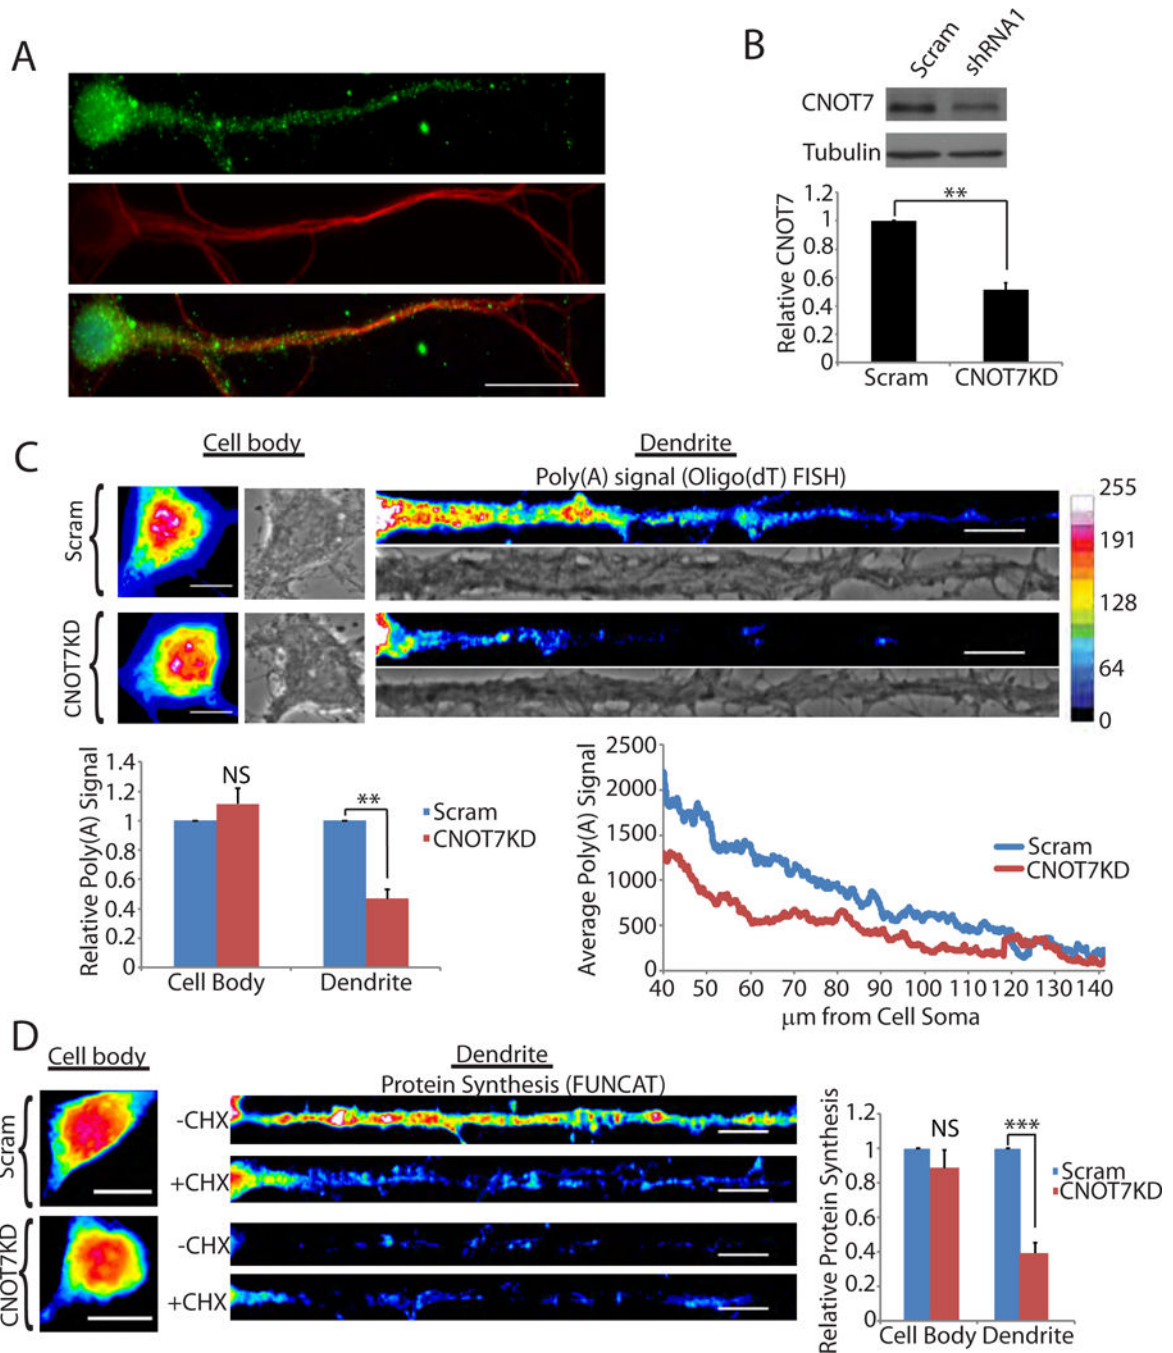 A
B
Scram
shRNA1
CNOT7
Tubulin
**
Relative CNOT7
1.2
1
0.8
0.6
0.4
0.2
0
Scram
CNOT7KD
C
Cell body
Dendrite
Poly(A) signal (Oligo(dT) FISH)
Scram
CNOT7KD
255
191
128
64
0
Relative Poly(A) Signal
1.4
1.2
1
0.8
0.6
0.4
0.2
0
NS
**
Scram
CNOT7KD
Cell Body
Dendrite
Average Poly(A) Signal
2500
2000
1500
1000
500
0
Scram
CNOT7KD
40 50 60 70 80 90 100 110 120 130 140
μm from Cell Soma
D
Cell body
Dendrite
Protein Synthesis (FUNCAT)
Scram
-CHX
+CHX
CNOT7KD
-CHX
+CHX
Relative Protein Synthesis
1.2
1
0.8
0.6
0.4
0.2
0
NS
***
Scram
CNOT7KD
Cell Body
Dendrite